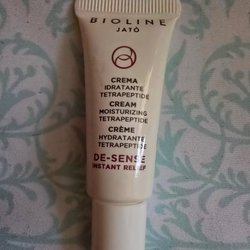 BIOLINE
JATÒ
CREMA
IDRATANTE
TETRAPEPTIDE
CREAM
MOISTURIZING
TETRAPEPTIDE
CRÈME
HYDRATANTE
TETRAPEPTIDE
DE-SENSE
INSTANT RELIEF